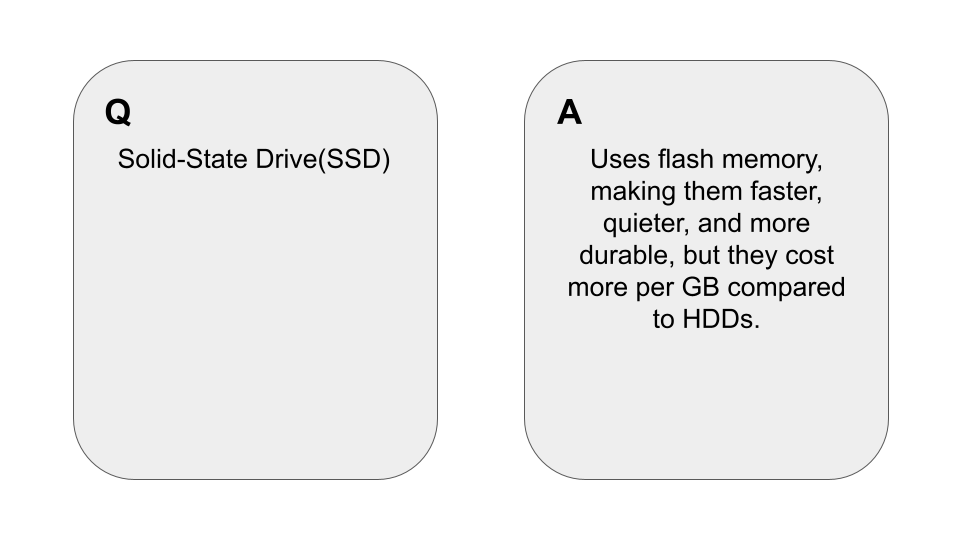 Q
Solid-State Drive(SSD)
A
Uses flash memory,
making them faster,
quieter, and more
durable, but they cost
more per GB compared
to HDDs.